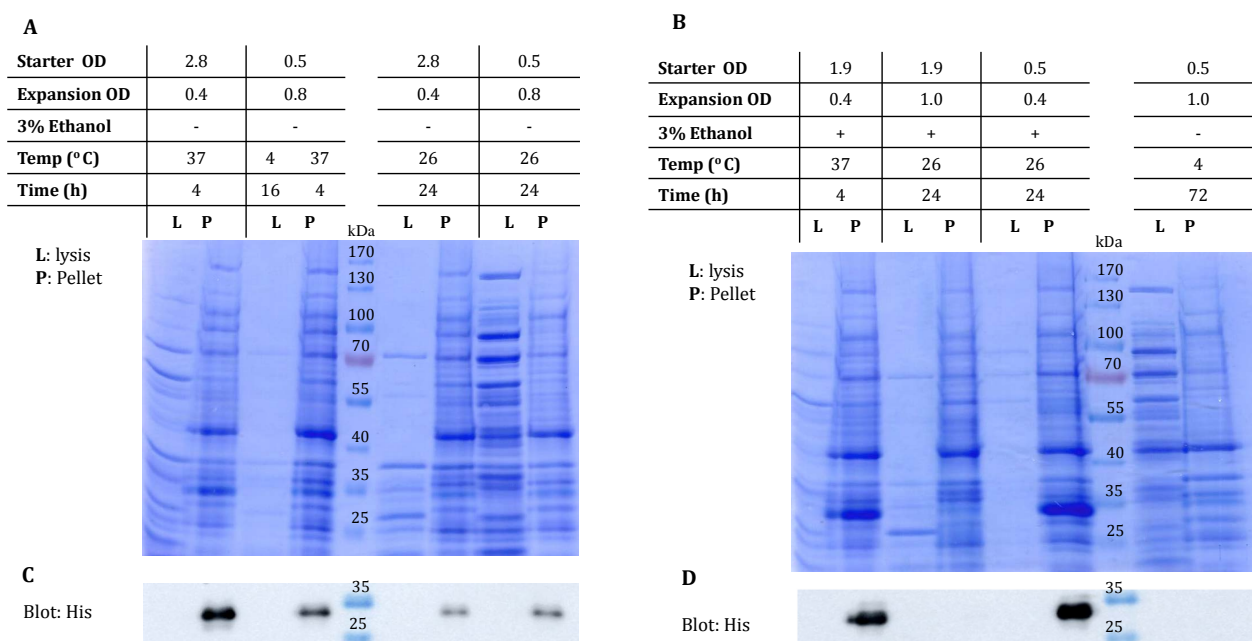 A
Starter OD 2.8 0.5 2.8 0.5
Expansion OD 0.4 0.8 0.4 0.8
3% Ethanol - - - -
Temp (°C) 37 4 37 26 26
Time (h) 4 16 4 24 24
L P L P L P L P
kDa
L: lysis
P: Pellet
170
130
100
70
55
40
35
25
B
Starter OD 1.9 1.9 0.5 0.5
Expansion OD 0.4 1.0 0.4 1.0
3% Ethanol + + + -
Temp (°C) 37 26 26 4
Time (h) 4 24 24 72
L P L P L P L P
kDa
L: lysis
P: Pellet
170
130
100
70
55
40
35
25
C
Blot: His
35
25
D
Blot: His
35
25